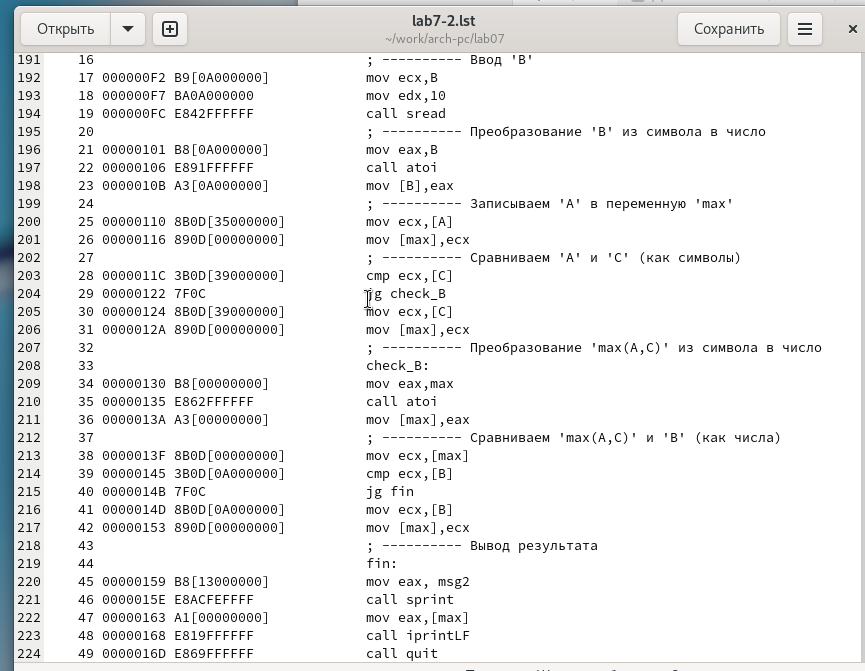 Открыть
lab7-2.lst
~/work/arch-pc/lab07
Сохранить
191 16 ; ---------- Ввод 'B'
192 17 000000F2 B9[0A000000] mov ecx,B
193 18 000000F7 BA0A000000 mov edx,10
194 19 000000FC E842FFFFFF call sread
195 20 ; ---------- Преобразование 'B' из символа в число
196 21 00000101 B8[0A000000] mov eax,B
197 22 00000106 E891FFFFFF call atoi
198 23 0000010B A3[0A000000] mov [B],eax
199 24 ; ---------- Записываем 'A' в переменную 'max'
200 25 00000110 8B0D[35000000] mov ecx,[A]
201 26 00000116 890D[00000000] mov [max],ecx
202 27 ; ---------- Сравниваем 'A' и 'С' (как символы)
203 28 0000011C 3B0D[39000000] cmp ecx,[C]
204 29 00000122 7F0C jg check_B
205 30 00000124 8B0D[39000000] mov ecx,[C]
206 31 0000012A 890D[00000000] mov [max],ecx
207 32 ; ---------- Преобразование 'max(A,C)' из символа в число
208 33 check_B:
209 34 00000130 B8[00000000] mov eax,max
210 35 00000135 E862FFFFFF call atoi
211 36 0000013A A3[00000000] mov [max],eax
212 37 ; ---------- Сравниваем 'max(A,C)' и 'B' (как числа)
213 38 0000013F 8B0D[00000000] mov ecx,[max]
214 39 00000145 3B0D[0A000000] cmp ecx,[B]
215 40 0000014B 7F0C jg fin
216 41 0000014D 8B0D[0A000000] mov ecx,[B]
217 42 00000153 890D[00000000] mov [max],ecx
218 43 ; ---------- Вывод результата
219 44 fin:
220 45 00000159 B8[13000000] mov eax, msg2
221 46 0000015E E8ACFEFFFF call sprint
222 47 00000163 A1[00000000] mov eax,[max]
223 48 00000168 E819FFFFFF call iprintLF
224 49 0000016D E869FFFFFF call quit